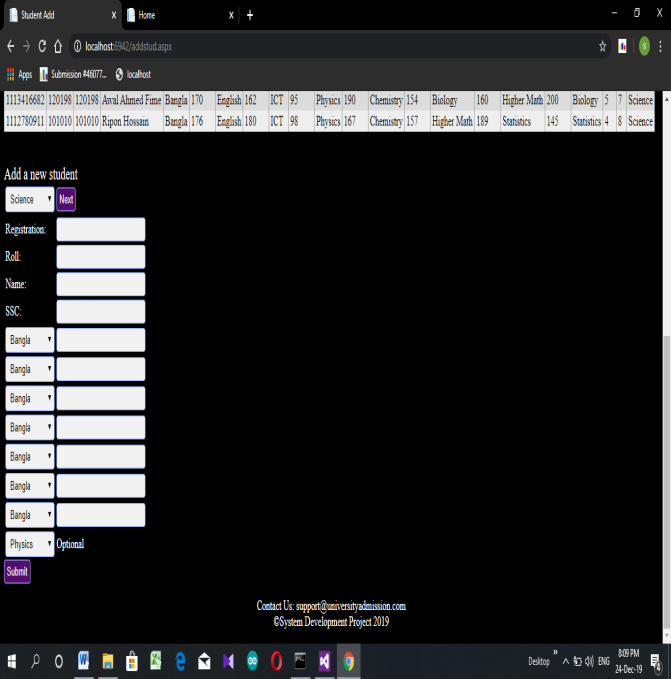 Student Add x Home x +
localhost:6942/addstud.aspx
Apps Submission #46077... localhost
1113416682 120198 120198 Awal Ahmed Fime Bangla 170 English 162 ICT 95 Physics 190 Chemistry 154 Biology 160 Higher Math 200 Biology 5 7 Science
1112780911 101010 101010 Ripon Hossain Bangla 176 English 180 ICT 98 Physics 167 Chemistry 157 Higher Math 189 Statistics 145 Statistics 4 8 Science
Add a new student
Science Next
Registration:
Roll:
Name:
SSC:
Bangla
Bangla
Bangla
Bangla
Bangla
Bangla
Bangla
Physics Optional
Submit
Contact Us: support@universityadmission.com
©System Development Project 2019
Desktop » ENG 8:09 PM
24-Dec-19 4